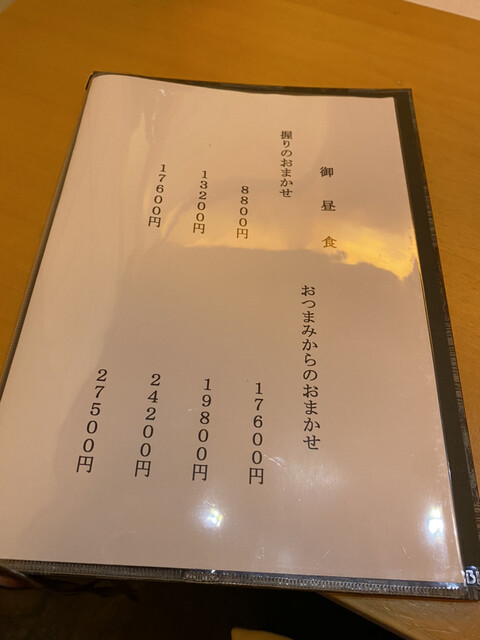 御昼食
握りのおまかせ
8800円
13200円
17600円
おつまみからのおまかせ
17600円
19800円
24200円
27500円